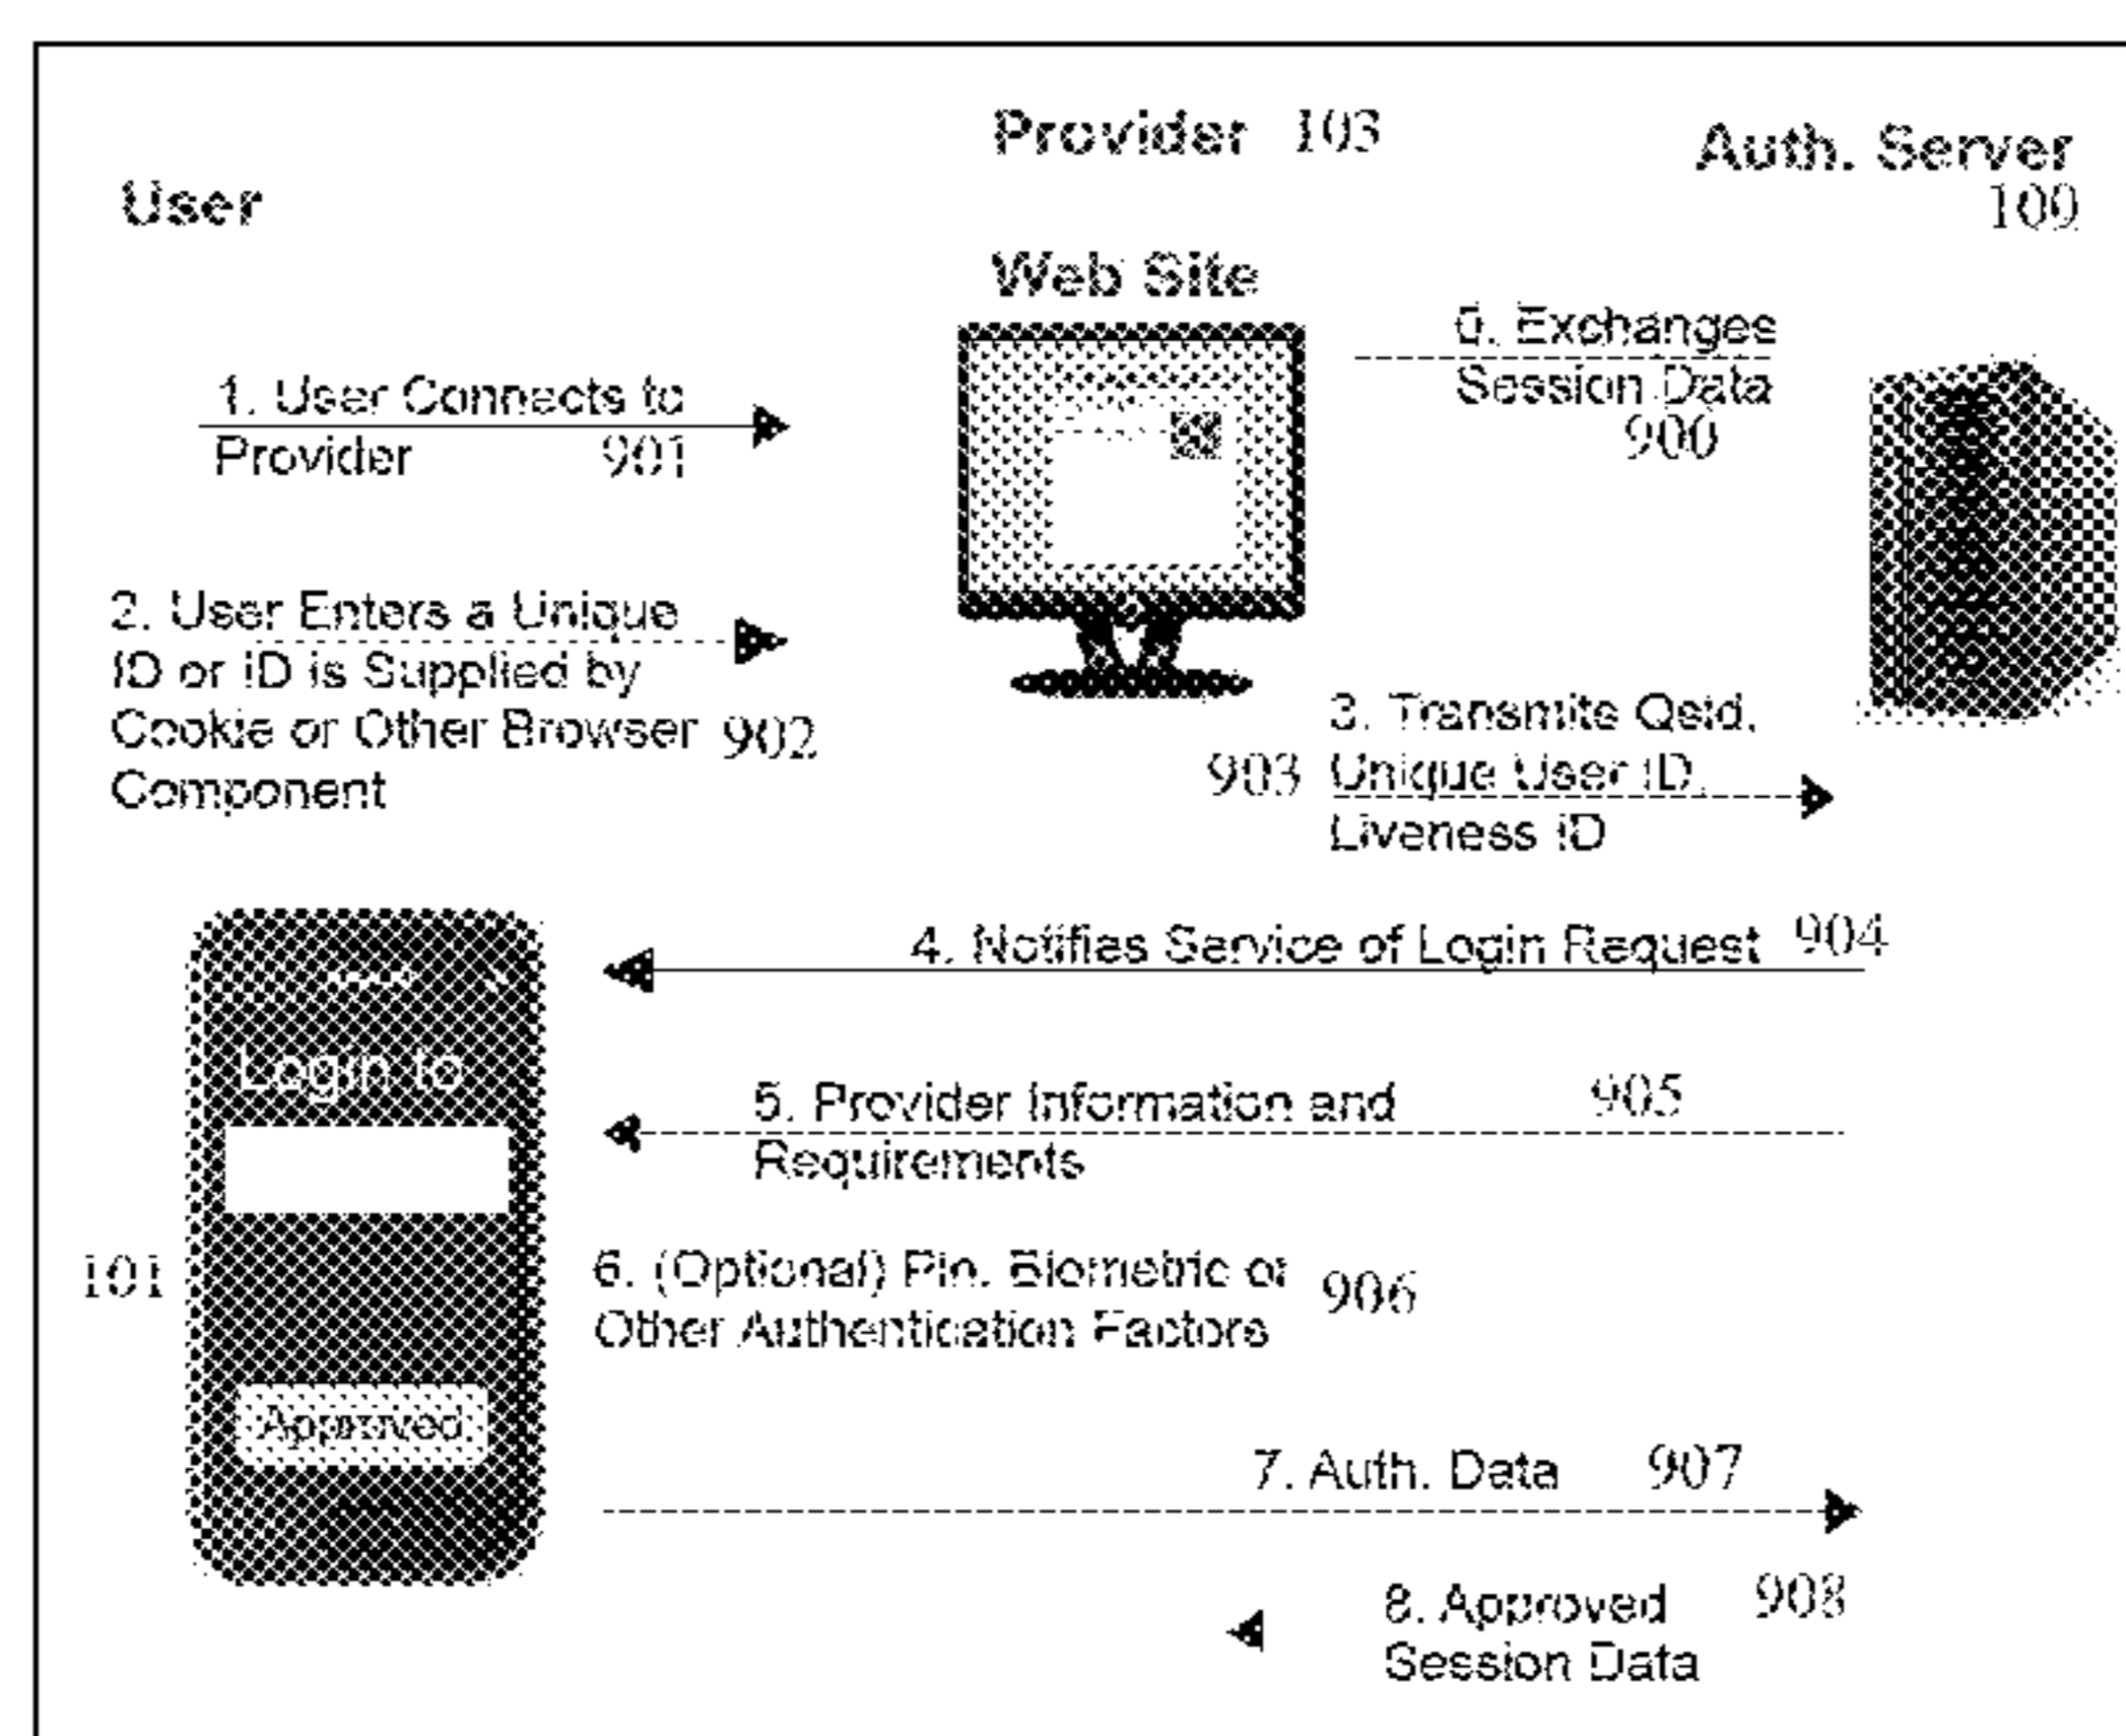 Provider 103
Auth. Server
100
User
Web Site
0. Exchanges
Session Data
900
1. User Connects to
Provider 901
2. User Enters a Unique
ID or ID is Supplied by
Cookie or Other Browser 902
Component
3. Transmits Qsid,
903 Unique User ID,
Liveness ID
4. Notifies Service of Login Request 904
Login to
5. Provider Information and 905
Requirements
101
6. (Optional) Pin, Biometric or 906
Other Authentication Factors
Approved
7. Auth. Data 907
8. Approved 908
Session Data